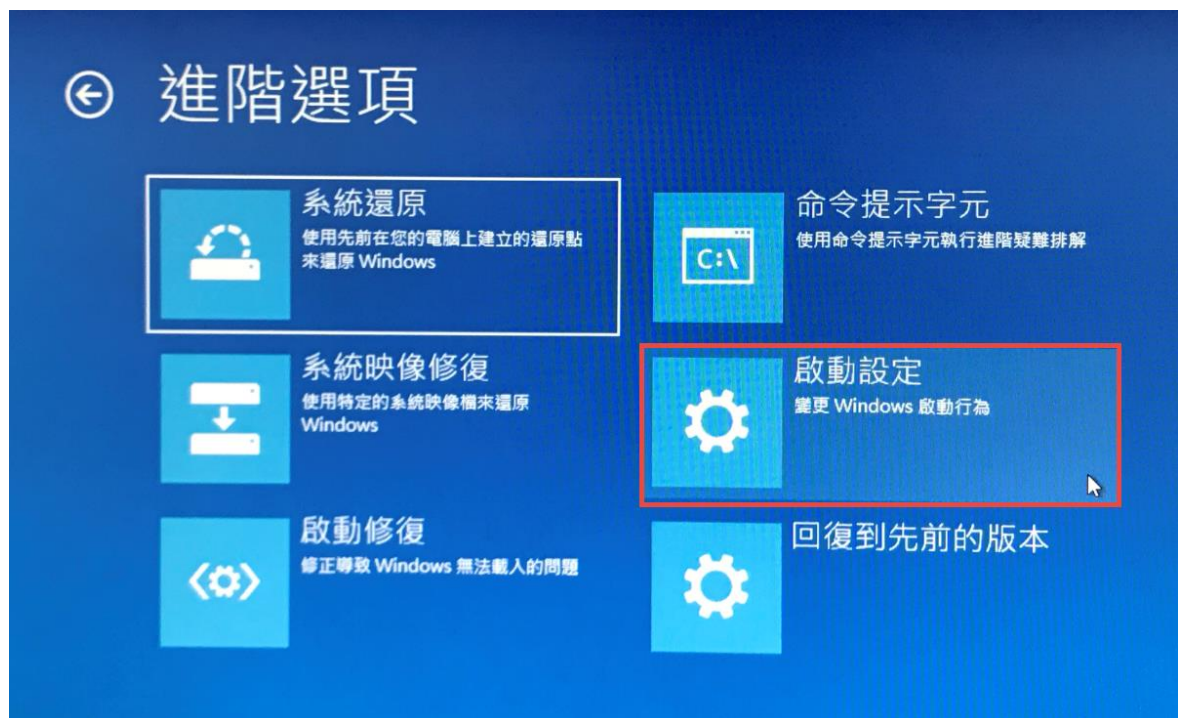 進階選項
系統還原
使用先前在您的電腦上建立的還原點
來還原 Windows
命令提示字元
使用命令提示字元執行進階疑難排解
C:\
系統映像修復
使用特定的系統映像檔來還原
Windows
啟動設定
變更 Windows 啟動行為
啟動修復
修正導致 Windows 無法載入的問題
回復到先前的版本